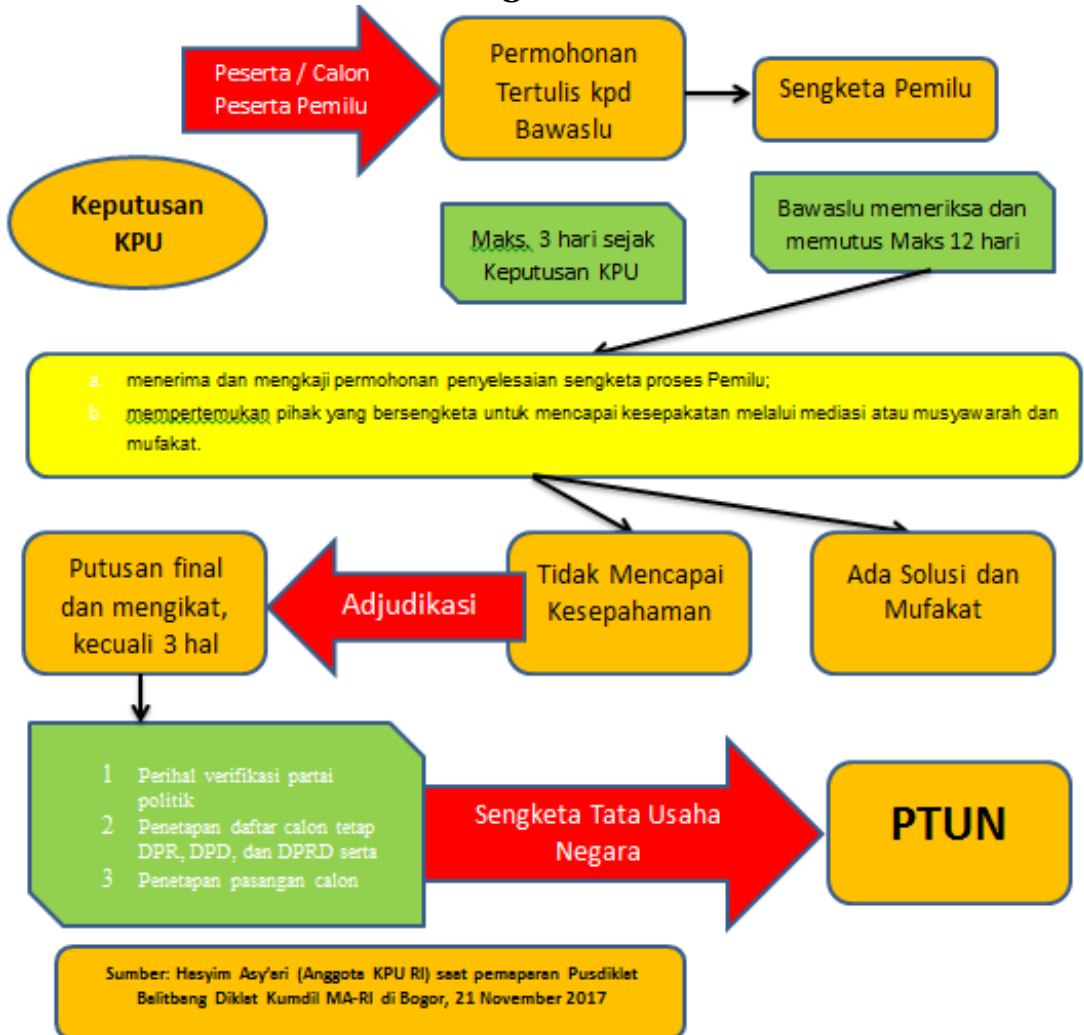 Peserta / Calon
Peserta Pemilu
Permohonan
Tertulis kpd
Bawaslu
Sengketa Pemilu
Keputusan
KPU
Maks. 3 hari sejak
Keputusan KPU
Bawaslu memeriksa dan
memutus Maks 12 hari
a. menerima dan mengkaji permohonan penyelesaian sengketa proses Pemilu;
b. mempertemukan pihak yang bersengketa untuk mencapai kesepakatan melalui mediasi atau musyawarah dan
mufakat.
Putusan final
dan mengikat,
kecuali 3 hal
Adjudikasi
Tidak Mencapai
Kesepahaman
Ada Solusi dan
Mufakat
1 Perihal verifikasi partai
politik
2 Penetapan daftar calon tetap
DPR, DPD, dan DPRD serta
3 Penetapan pasangan calon
Sengketa Tata Usaha
Negara
PTUN
Sumber: Hasyim Asy'ari (Anggota KPU RI) saat pemaparan Pusdiklat
Balitbang Diklat Kumdil MA-RI di Bogor, 21 November 2017